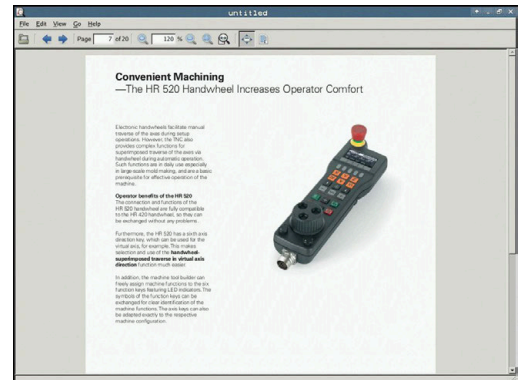 untitled
File Edit View Go Help
Page 7 of 20 120 %
Convenient Machining
—The HR 520 Handwheel Increases Operator Comfort
Electronic handwheels facilitate manual
traverse of the axes during setup
operations. However, the TNC also
provides complex functions for
superimposed traverse of the axes via
handwheel during automatic operation.
Such functions are in daily use especially
in large-scale mold making, and are a basic
prerequisite for effective operation of the
machine.
Operator benefits of the HR 520
The connection and functions of the
HR 520 handwheel are fully compatible
to the HR 420 handwheel, so they can
be exchanged without any problems.
Furthermore, the HR 520 has a sixth axis
direction key, which can be used for the
virtual axis, for example. This makes
selection and use of the handwheel-
superimposed traverse in virtual axis
direction function much easier.
In addition, the machine tool builder can
freely assign machine functions to the six
function keys featuring LED indicators. The
symbols of the function keys can be
exchanged for clear identification of the
machine functions. The axis keys can also
be adapted exactly to the respective
machine configuration.